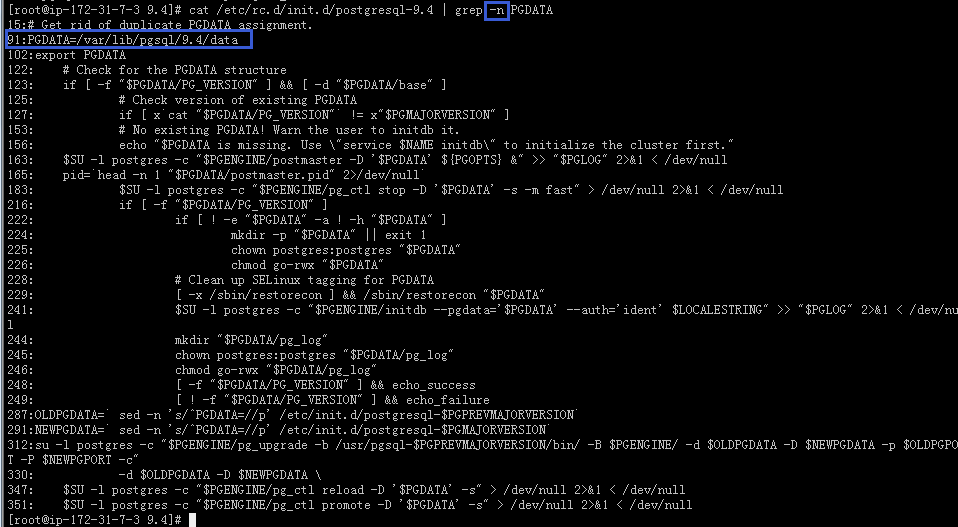 [root@ip-172-31-7-3 9.4]# cat /etc/rc.d/init.d/postgresql-9.4 | grep -n PGDATA
15:# Get rid of duplicate PGDATA assignment.
91:PGDATA=/var/lib/pgsql/9.4/data
102:export PGDATA
122:    # Check for the PGDATA structure
123:    if [ -f "$PGDATA/PG_VERSION" ] && [ -d "$PGDATA/base" ]
125:            # Check version of existing PGDATA
127:            if [ x`cat "$PGDATA/PG_VERSION"` != x"$PGMAJORVERSION" ]
153:            # No existing PGDATA! Warn the user to initdb it.
156:            echo "$PGDATA is missing. Use \"service $NAME initdb\" to initialize the cluster first."
163:    $SU -l postgres -c "$PGENGINE/postmaster -D '$PGDATA' ${PGOPTS} &" >> "$PGLOG" 2>&1 < /dev/null
165:    pid=`head -n 1 "$PGDATA/postmaster.pid" 2>/dev/null`
183:            $SU -l postgres -c "$PGENGINE/pg_ctl stop -D '$PGDATA' -s -m fast" > /dev/null 2>&1 < /dev/null
216:            if [ -f "$PGDATA/PG_VERSION" ]
222:                    if [ ! -e "$PGDATA" -a ! -h "$PGDATA" ]
224:                            mkdir -p "$PGDATA" || exit 1
225:                            chown postgres:postgres "$PGDATA"
226:                            chmod go-rwx "$PGDATA"
228:                    # Clean up SELinux tagging for PGDATA
229:                    [ -x /sbin/restorecon ] && /sbin/restorecon "$PGDATA"
241:                    $SU -l postgres -c "$PGENGINE/initdb --pgdata='$PGDATA' --auth='ident' $LOCALESTRING" >> "$PGLOG" 2>&1 < /dev/nu
l
244:                    mkdir "$PGDATA/pg_log"
245:                    chown postgres:postgres "$PGDATA/pg_log"
246:                    chmod go-rwx "$PGDATA/pg_log"
248:                    [ -f "$PGDATA/PG_VERSION" ] && echo_success
249:                    [ ! -f "$PGDATA/PG_VERSION" ] && echo_failure
287:OLDPGDATA=` sed -n 's/^PGDATA=//p' /etc/init.d/postgresql-$PGPREVMAJORVERSION`
291:NEWPGDATA=` sed -n 's/^PGDATA=//p' /etc/init.d/postgresql-$PGMAJORVERSION`
312:su -l postgres -c "$PGENGINE/pg_upgrade -b /usr/pgsql-$PGPREVMAJORVERSION/bin/ -B $PGENGINE/ -d $OLDPGDATA -D $NEWPGDATA -p $OLDPGPO
T -P $NEWPGPORT -c"
330:            -d $OLDPGDATA -D $NEWPGDATA \
347:    $SU -l postgres -c "$PGENGINE/pg_ctl reload -D '$PGDATA' -s" > /dev/null 2>&1 < /dev/null
351:    $SU -l postgres -c "$PGENGINE/pg_ctl promote -D '$PGDATA' -s" > /dev/null 2>&1 < /dev/null
[root@ip-172-31-7-3 9.4]#